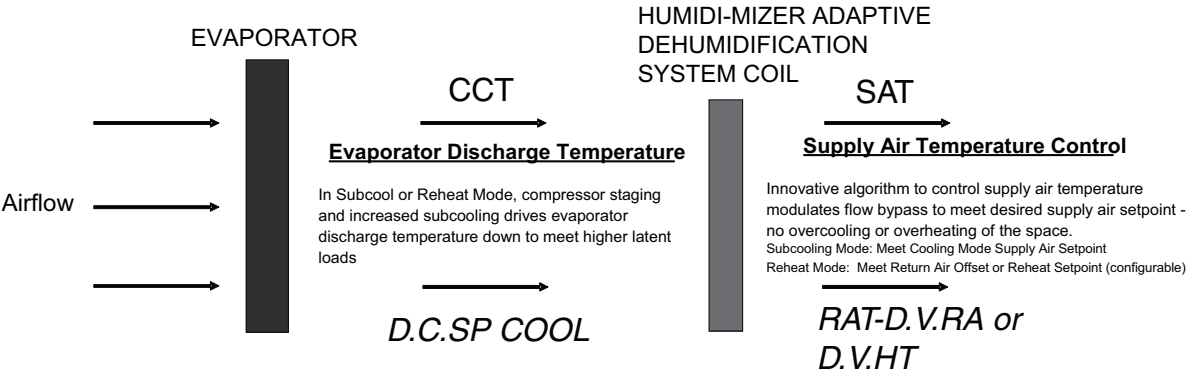 HUMIDI-MIZER ADAPTIVE
DEHUMIDIFICATION
SYSTEM COIL
EVAPORATOR
CCT
SAT
Evaporator Discharge Temperature
Supply Air Temperature Control
In Subcool or Reheat Mode, compressor staging
and increased subcooling drives evaporator
discharge temperature down to meet higher latent
loads
Innovative algorithm to control supply air temperature
modulates flow bypass to meet desired supply air setpoint -
no overcooling or overheating of the space.
Subcooling Mode: Meet Cooling Mode Supply Air Setpoint
Reheat Mode: Meet Return Air Offset or Reheat Setpoint (configurable)
Airflow
D.C.SP COOL
RAT-D.V.RA or
D.V.HT